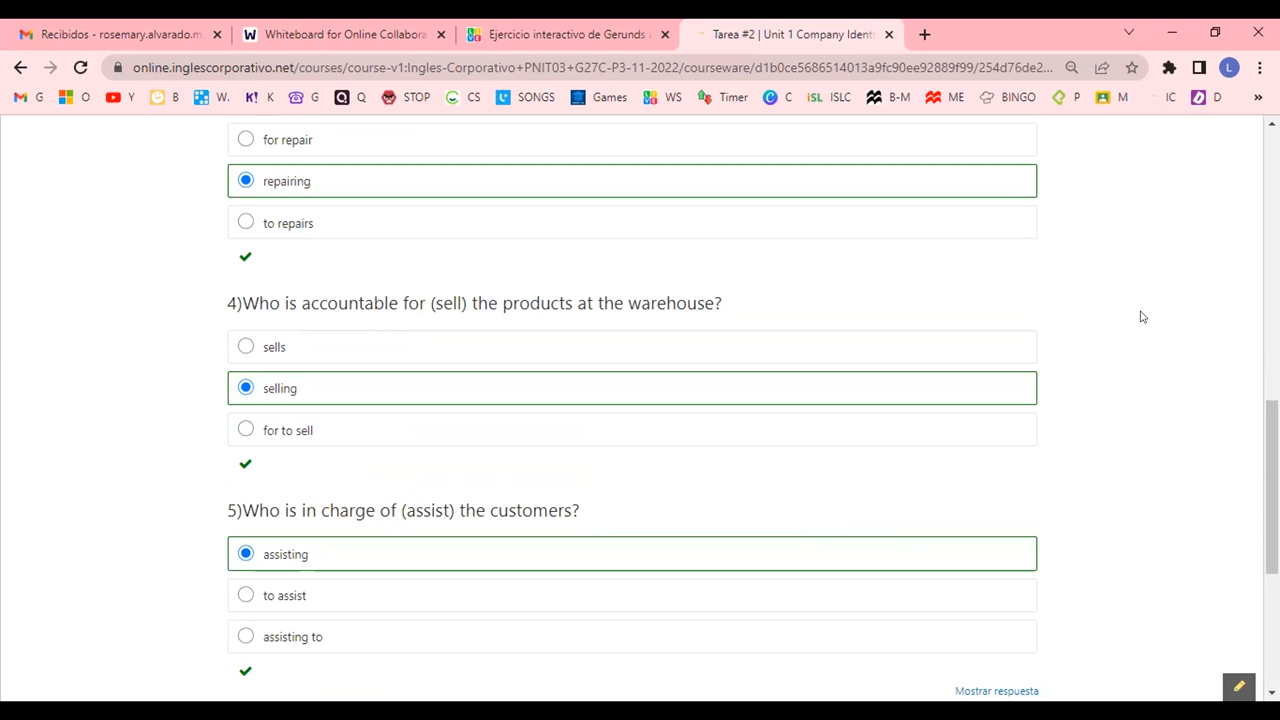 Recibidos - rosemary.alvarado.m
Whiteboard for Online Collabora
Ejercicio interactivo de Gerunds a
Tarea #2 | Unit 1 Company Ident
online.inglescorporativo.net/courses/course-v1:Ingles-Corporativo+PNIT03+G27C-P3-11-2022/courseware/d1b0ce5686514013a9fc90ee92889f99/254d76de2...
L
G O Y B W. K G Q STOP CS SONGS Games WS Timer C ISLC B-M ME BINGO P M IC D »
for repair
repairing
to repairs
4)Who is accountable for (sell) the products at the warehouse?
sells
selling
for to sell
5)Who is in charge of (assist) the customers?
assisting
to assist
assisting to
Mostrar respuesta